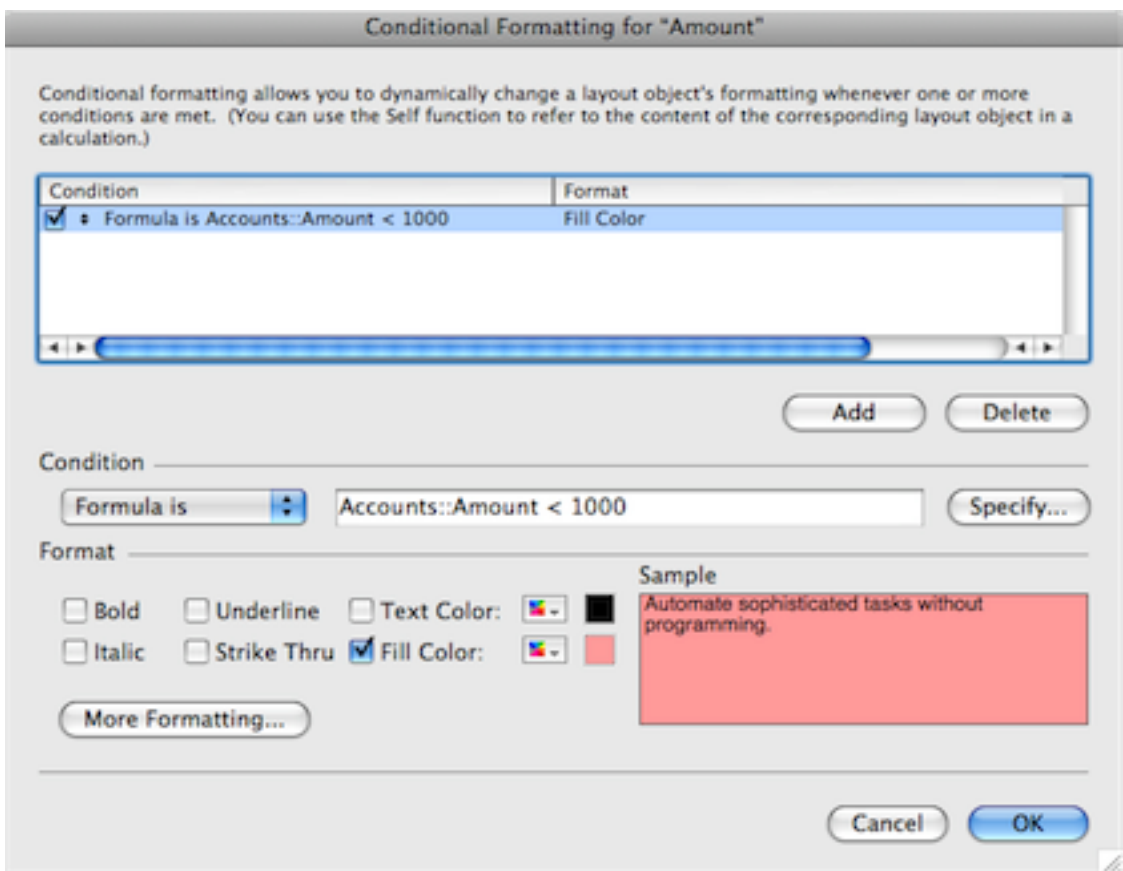 Conditional Formatting for "Amount"
Conditional formatting allows you to dynamically change a layout object's formatting whenever one or more
conditions are met. (You can use the Self function to refer to the content of the corresponding layout object in a
calculation.)
Condition Format
Formula is Accounts::Amount < 1000 Fill Color
Add Delete
Condition
Formula is Accounts::Amount < 1000 Specify...
Format
Sample
Bold Underline Text Color:
Automate sophisticated tasks without
programming.
Italic Strike Thru Fill Color:
More Formatting...
Cancel OK